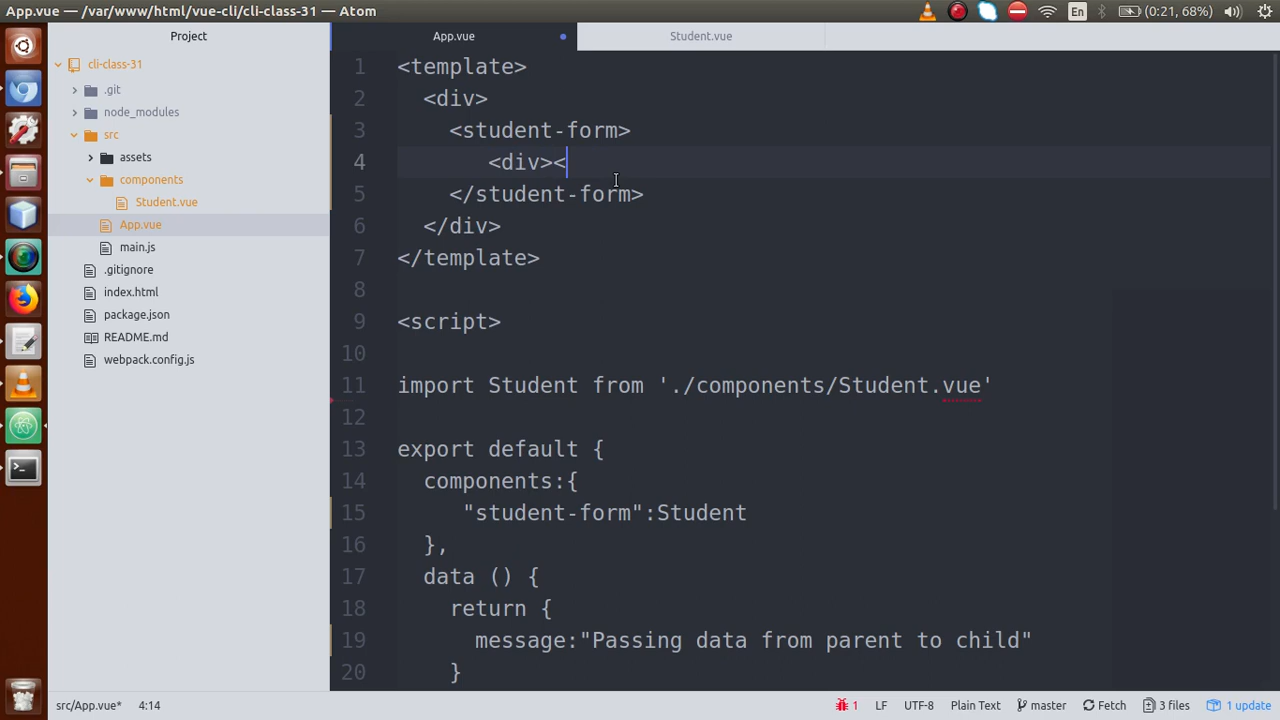 App.vue — /var/www/html/vue-cli/cli-class-31 — Atom
En
(0:21, 68%)
Project
App.vue
Student.vue
cli-class-31
.git
node_modules
src
assets
components
Student.vue
App.vue
main.js
.gitignore
index.html
package.json
README.md
webpack.config.js
1 <template>
2 <div>
3 <student-form>
4 <div><
5 </student-form>
6 </div>
7 </template>
8
9 <script>
10
11 import Student from './components/Student.vue'
12
13 export default {
14 components:{
15 "student-form":Student
16 },
17 data () {
18 return {
19 message:"Passing data from parent to child"
20 }
src/App.vue* 4:14
1 LF UTF-8 Plain Text master Fetch 3 files 1 update